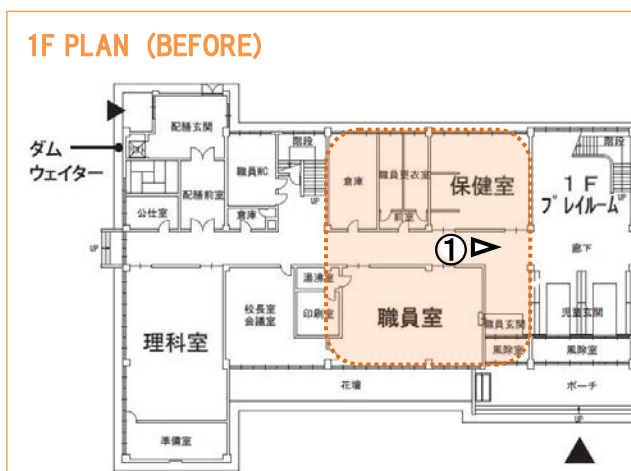 1F PLAN (BEFORE)
配膳玄関
ダム
ウェイター
職員WC
階段
UP
倉庫
職員更衣室
保健室
階段
UP
1F
プレイルーム
配膳前室
公仕室
倉庫
前室
UP
①
廊下
湯沸室
校長室
会議室
印刷室
職員室
職員玄関
児童玄関
理科室
風除室
風除室
花壇
ポーチ
UP
準備室